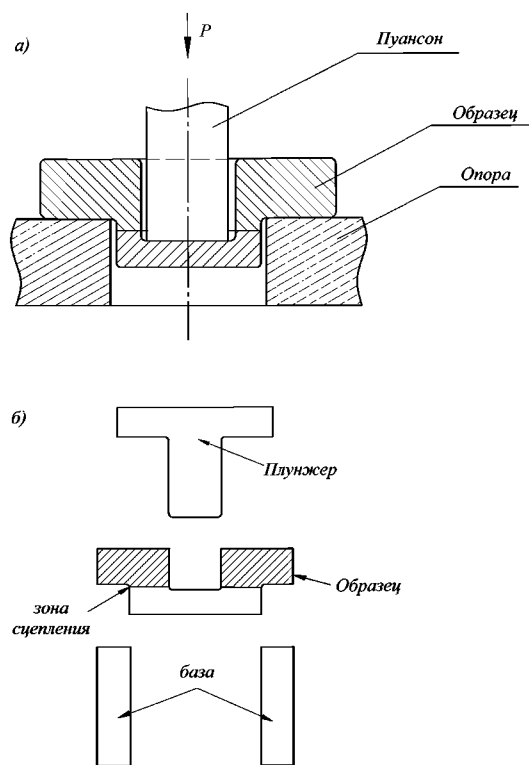 а)
P
Пуансон
Образец
Опора
б)
Плунжер
Образец
зона
сцепления
база